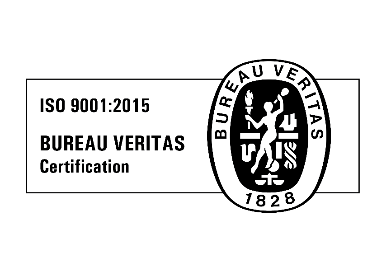 ISO 9001:2015
BUREAU VERITAS
Certification
BUREAU VERITAS
1828